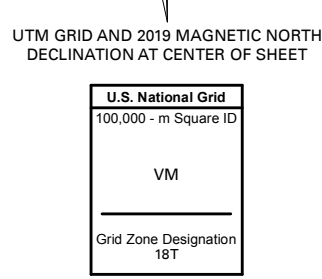 UTM GRID AND 2019 MAGNETIC NORTH
DECLINATION AT CENTER OF SHEET
U.S. National Grid
100,000 - m Square ID
VM
Grid Zone Designation
18T